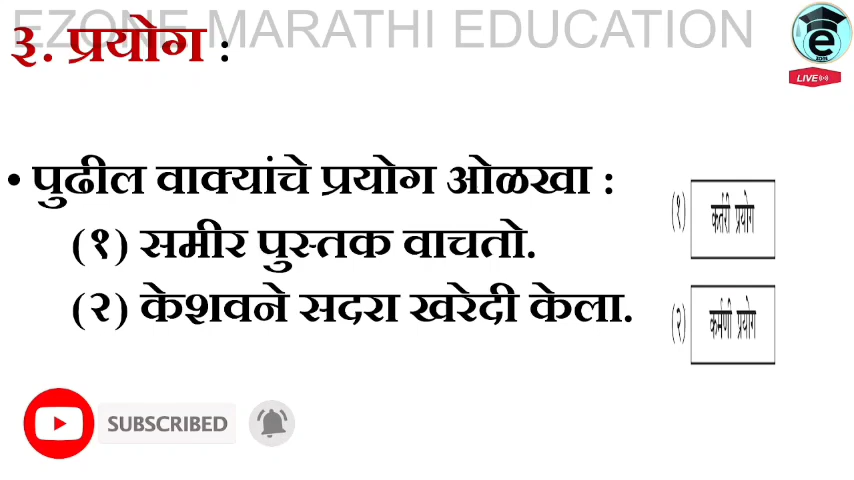 EZONE MARATHI EDUCATION
३. प्रयोग :
e
EZONE
LIVE
• पुढील वाक्यांचे प्रयोग ओळखा :
(१) समीर पुस्तक वाचतो.
(२) केशवने सदरा खरेदी केला.
(१) कर्तरी प्रयोग
(२) कर्मणी प्रयोग
SUBSCRIBED